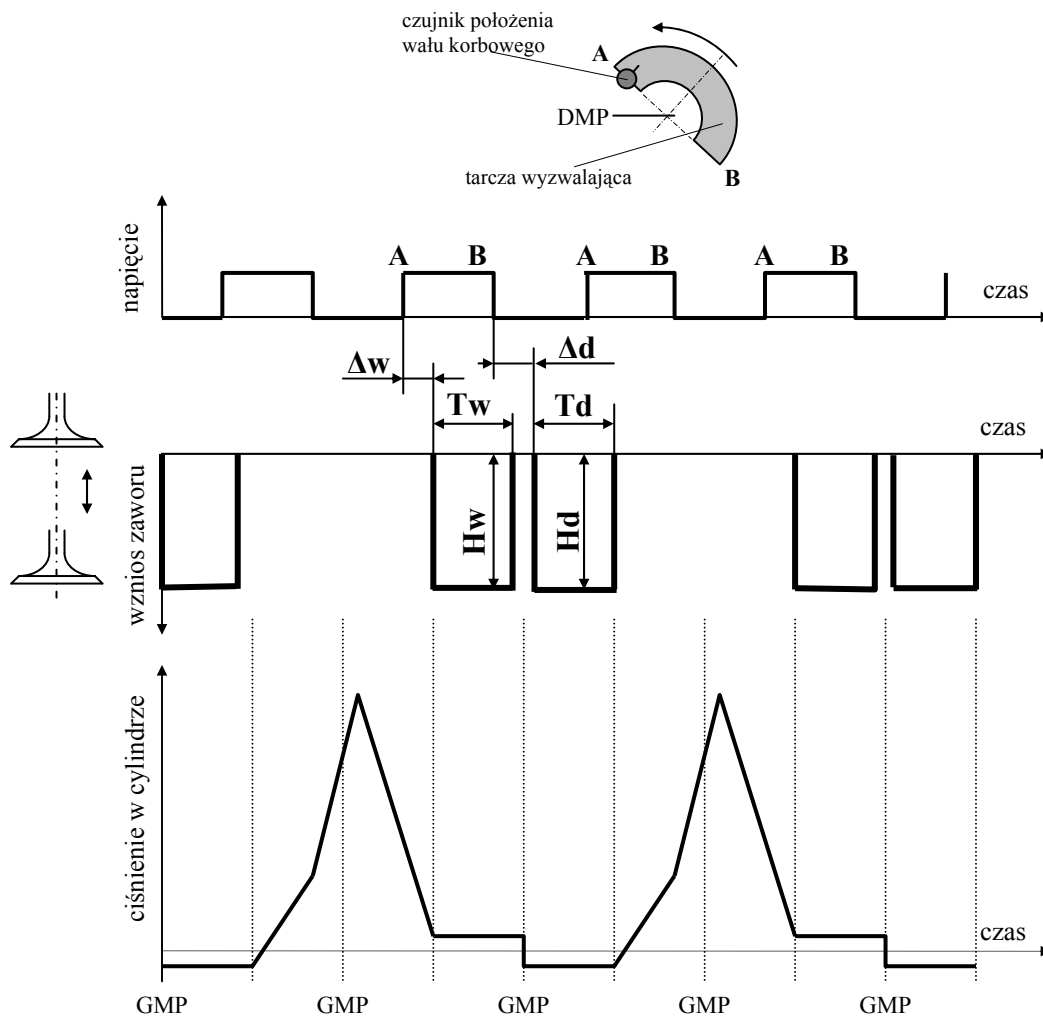 czujnik położenia
wału korbowego
A
DMP
tarcza wyzwalająca
B
napięcie
A B A B A B
czas
Δw
Δd
Tw
Td
czas
wznios zaworu
Hw
Hd
ciśnienie w cylindrze
czas
GMP GMP GMP GMP GMP